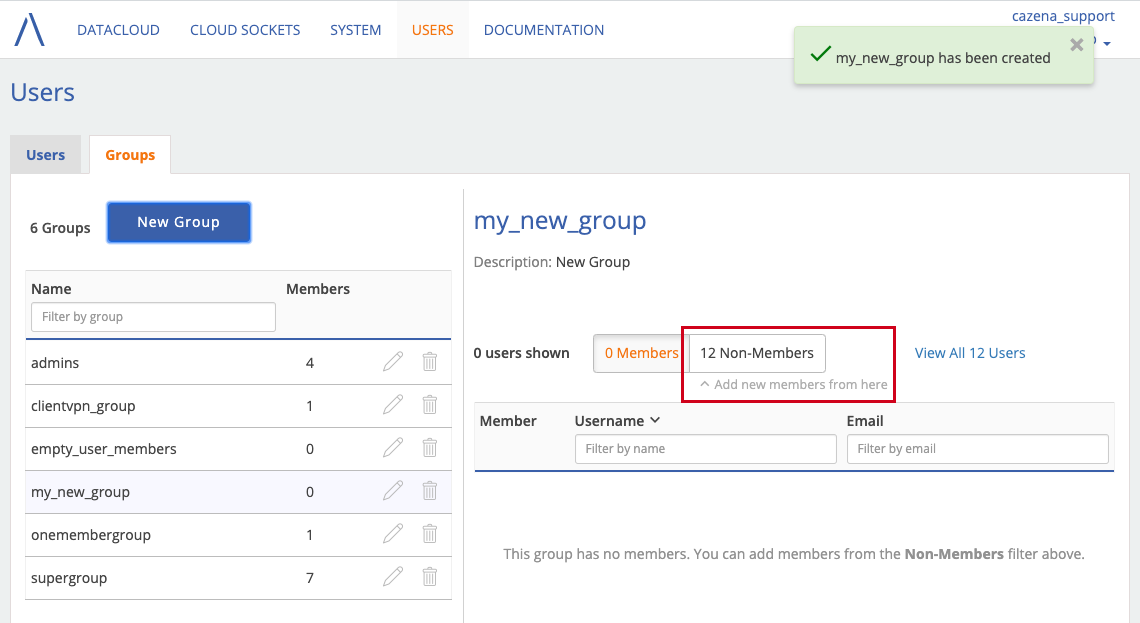 DATACLOUD CLOUD SOCKETS SYSTEM USERS DOCUMENTATION
cazena_support
my_new_group has been created
Users
Users Groups
6 Groups New Group
Name Members
Filter by group
admins 4
clientvpn_group 1
empty_user_members 0
my_new_group 0
onemembergroup 1
supergroup 7
my_new_group
Description: New Group
0 users shown 0 Members 12 Non-Members View All 12 Users
Add new members from here
Member Username Email
Filter by name Filter by email
This group has no members. You can add members from the Non-Members filter above.